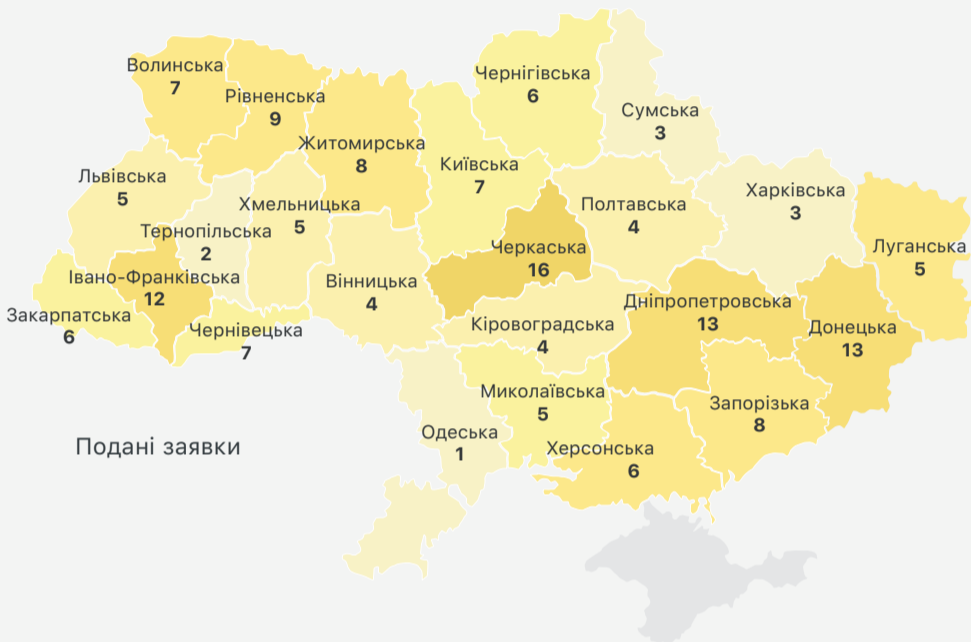 Волинська
7
Рівненська
9
Житомирська
8
Чернігівська
6
Сумська
3
Львівська
5
Тернопільська
2
Хмельницька
5
Київська
7
Черкаська
16
Полтавська
4
Харківська
3
Луганська
5
Івано-Франківська
12
Закарпатська
6
Чернівецька
7
Вінницька
4
Кіровоградська
4
Дніпропетровська
13
Донецька
13
Миколаївська
5
Одеська
1
Херсонська
6
Запорізька
8
Подані заявки